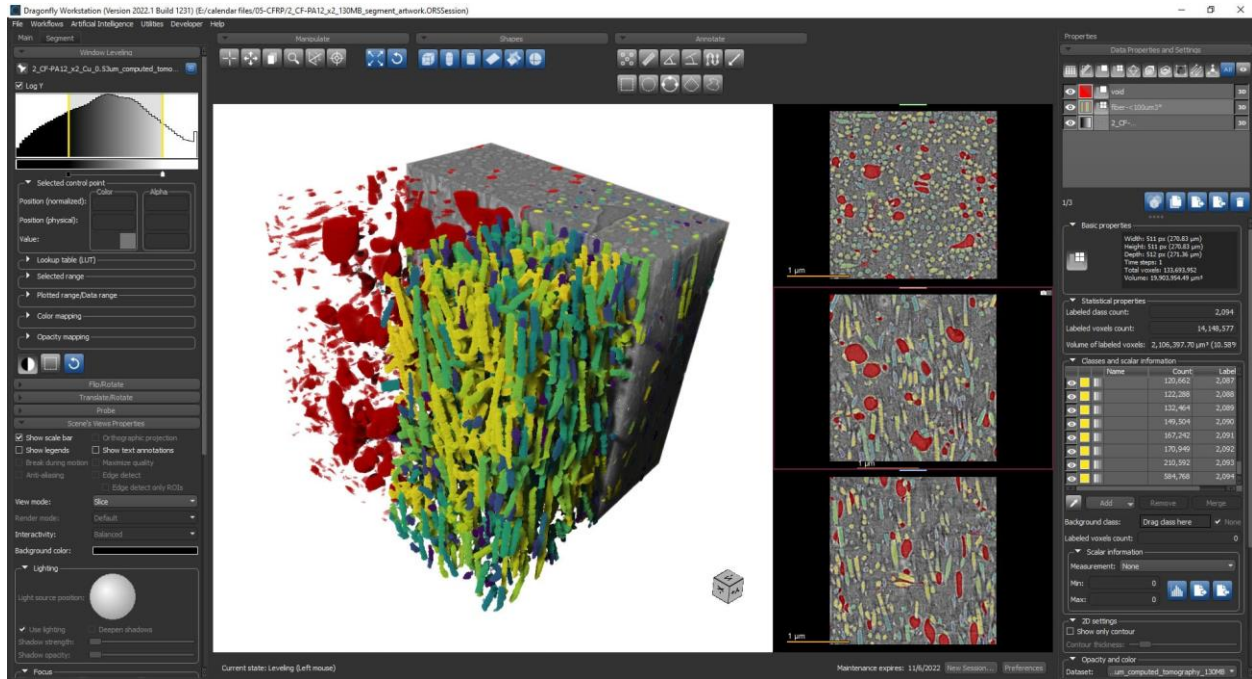 Dragonfly Workstation (Version 2022.1 Build 1231) (E:/calendar files/05-CFRP/2_CF-PA12_x2_130MB_segment_artwork.ORSSession)
File Workflows Artificial Intelligence Utilities Developer Help
Main Segment
Window Leveling
2_CF-PA12_x2_Cu_0.53um_computed_tomo...
Log Y
Selected control point
Color Alpha
Position (normalized):
Position (physical):
Value:
Lookup table (LUT)
Selected range
Plotted range/Data range
Color mapping
Opacity mapping
Flip/Rotate
Translate/Rotate
Probe
Scene's Views Properties
Show scale bar Orthographic projection
Show legends Show text annotations
Break during motion Maximize quality
Anti-aliasing Edge detect
Edge detect only ROIs
View mode: Slice
Render mode: Default
Interactivity: Balanced
Background color:
Lighting
Light source position:
Use lighting Deepen shadows
Shadow strength:
Shadow opacity:
Focus
Manipulate
Shapes
Annotate
1 µm
1 µm
1 µm
Current state: Leveling (Left mouse)
Maintenance expires: 11/6/2022 New Session... Preferences
Properties
Data Properties and Settings
All
void 3D
fiber-<100um3* 3D
2_CF-... 3D
1/3
Basic properties
Width: 511 px (270.83 µm)
Height: 511 px (270.83 µm)
Depth: 512 px (271.36 µm)
Time steps: 1
Total voxels: 133,693,952
Volume: 19,903,954.49 µm³
Statistical properties
Labeled class count: 2,094
Labeled voxels count: 14,148,577
Volume of labeled voxels: 2,106,397.70 µm³ (10.58%
Classes and scalar information
Name Count Label
120,662 2,087
122,288 2,088
132,464 2,089
149,504 2,090
167,242 2,091
170,949 2,092
210,592 2,093
584,768 2,094
Add Remove Merge
Background class: Drag class here None
Labeled voxels count: 0
Scalar information
Measurement: None
Min: 0
Max: 0
2D settings
Show only contour
Contour thickness:
Opacity and color
Dataset: ..um_computed_tomography_130MB